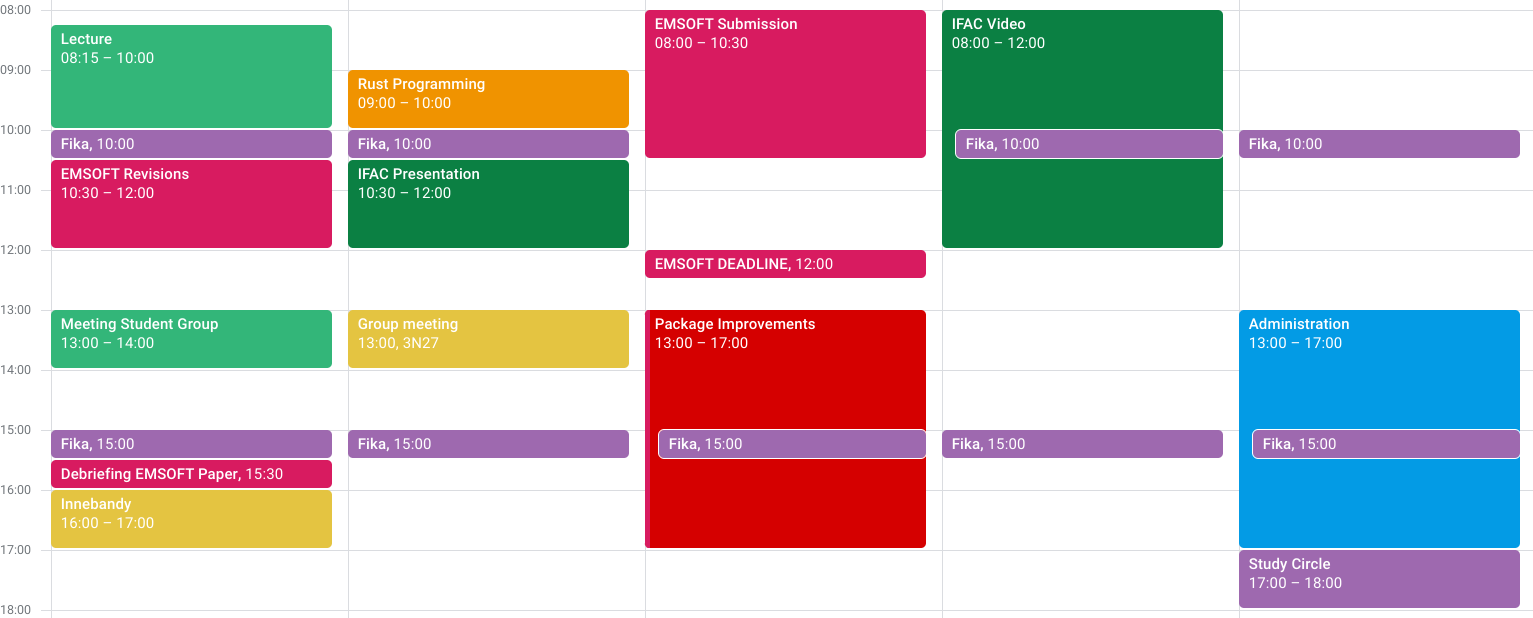 08:00
09:00
10:00
11:00
12:00
13:00
14:00
15:00
16:00
17:00
18:00
Lecture
08:15 – 10:00
Fika, 10:00
EMSOFT Revisions
10:30 – 12:00
Meeting Student Group
13:00 – 14:00
Fika, 15:00
Debriefing EMSOFT Paper, 15:30
Innebandy
16:00 – 17:00
Rust Programming
09:00 – 10:00
Fika, 10:00
IFAC Presentation
10:30 – 12:00
Group meeting
13:00, 3N27
Fika, 15:00
EMSOFT Submission
08:00 – 10:30
EMSOFT DEADLINE, 12:00
Package Improvements
13:00 – 17:00
Fika, 15:00
IFAC Video
08:00 – 12:00
Fika, 10:00
Fika, 15:00
Fika, 10:00
Administration
13:00 – 17:00
Fika, 15:00
Study Circle
17:00 – 18:00